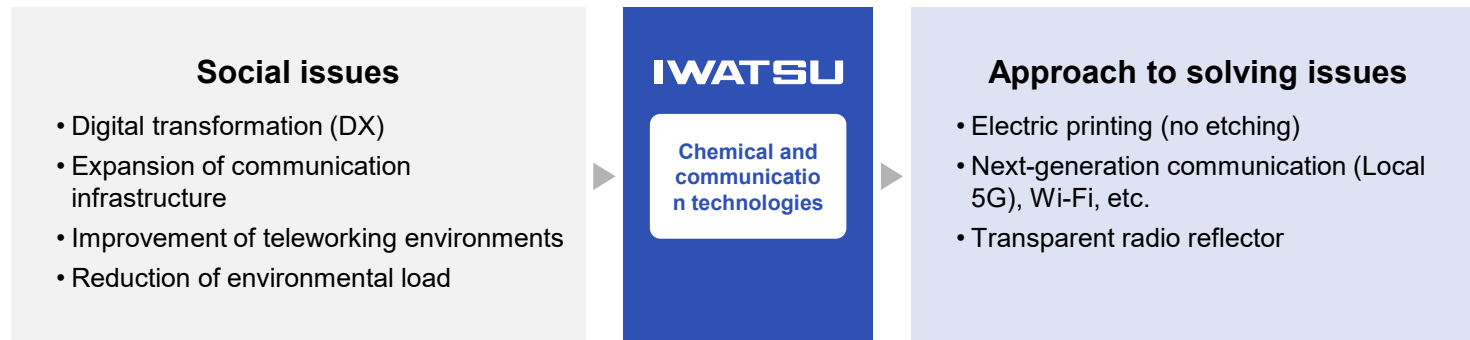 Social issues
• Digital transformation (DX)
• Expansion of communication
infrastructure
• Improvement of teleworking environments
• Reduction of environmental load
IWATSU
Chemical and
communicatio
n technologies
Approach to solving issues
• Electric printing (no etching)
• Next-generation communication (Local
5G), Wi-Fi, etc.
• Transparent radio reflector